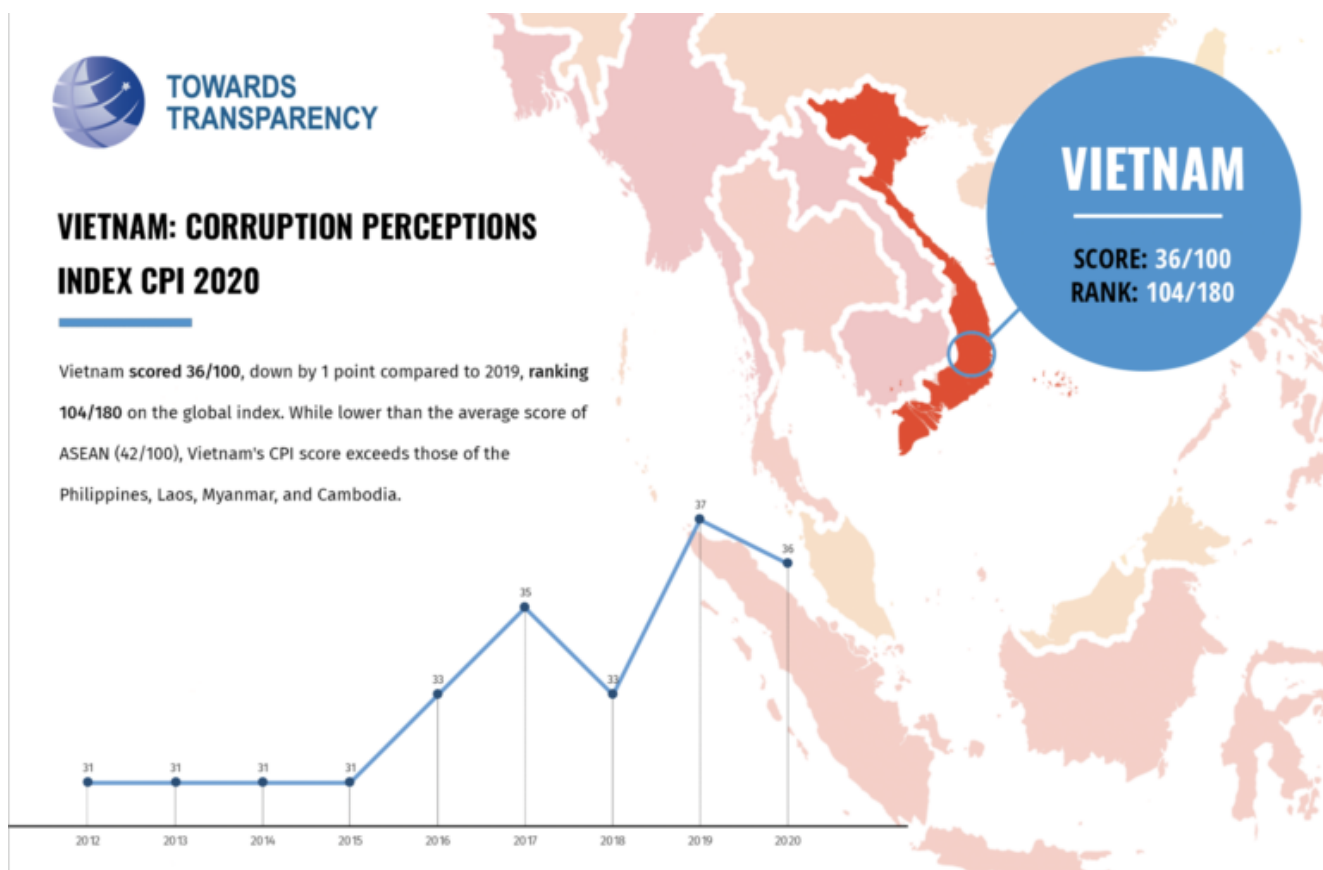 TOWARDS
TRANSPARENCY
VIETNAM: CORRUPTION PERCEPTIONS
INDEX CPI 2020
Vietnam scored 36/100, down by 1 point compared to 2019, ranking
104/180 on the global index. While lower than the average score of
ASEAN (42/100), Vietnam's CPI score exceeds those of the
Philippines, Laos, Myanmar, and Cambodia.
VIETNAM
SCORE: 36/100
RANK: 104/180
31 31 31 31 33 35 33 37 36
2012 2013 2014 2015 2016 2017 2018 2019 2020